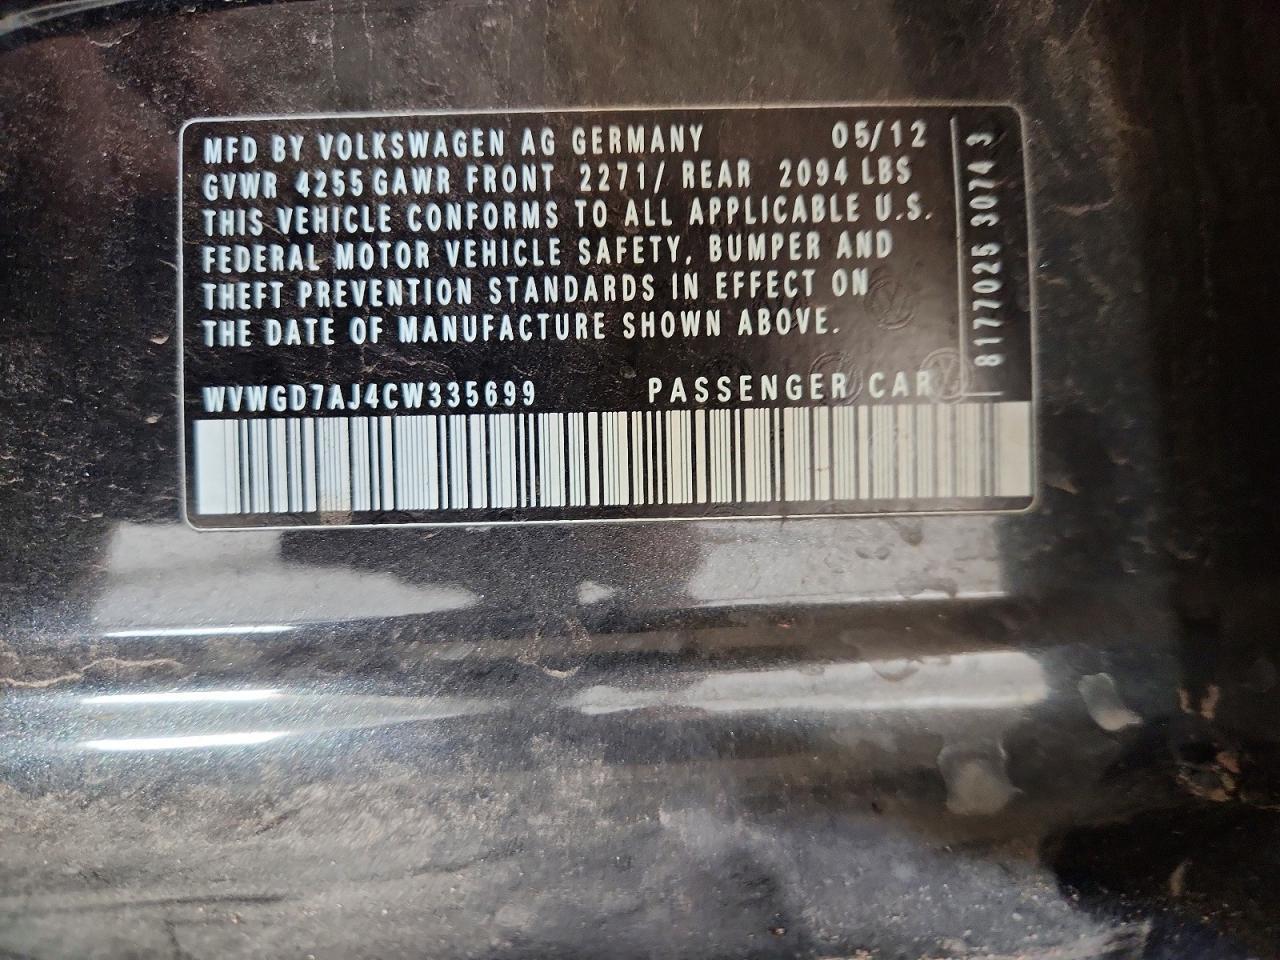 MFD BY VOLKSWAGEN AG GERMANY 05/12
GVWR 4255 GAWR FRONT 2271/ REAR 2094 LBS
THIS VEHICLE CONFORMS TO ALL APPLICABLE U.S.
FEDERAL MOTOR VEHICLE SAFETY, BUMPER AND
THEFT PREVENTION STANDARDS IN EFFECT ON
THE DATE OF MANUFACTURE SHOWN ABOVE.
WVWGD7AJ4CW335699 PASSENGER CAR
8177025 3074 3